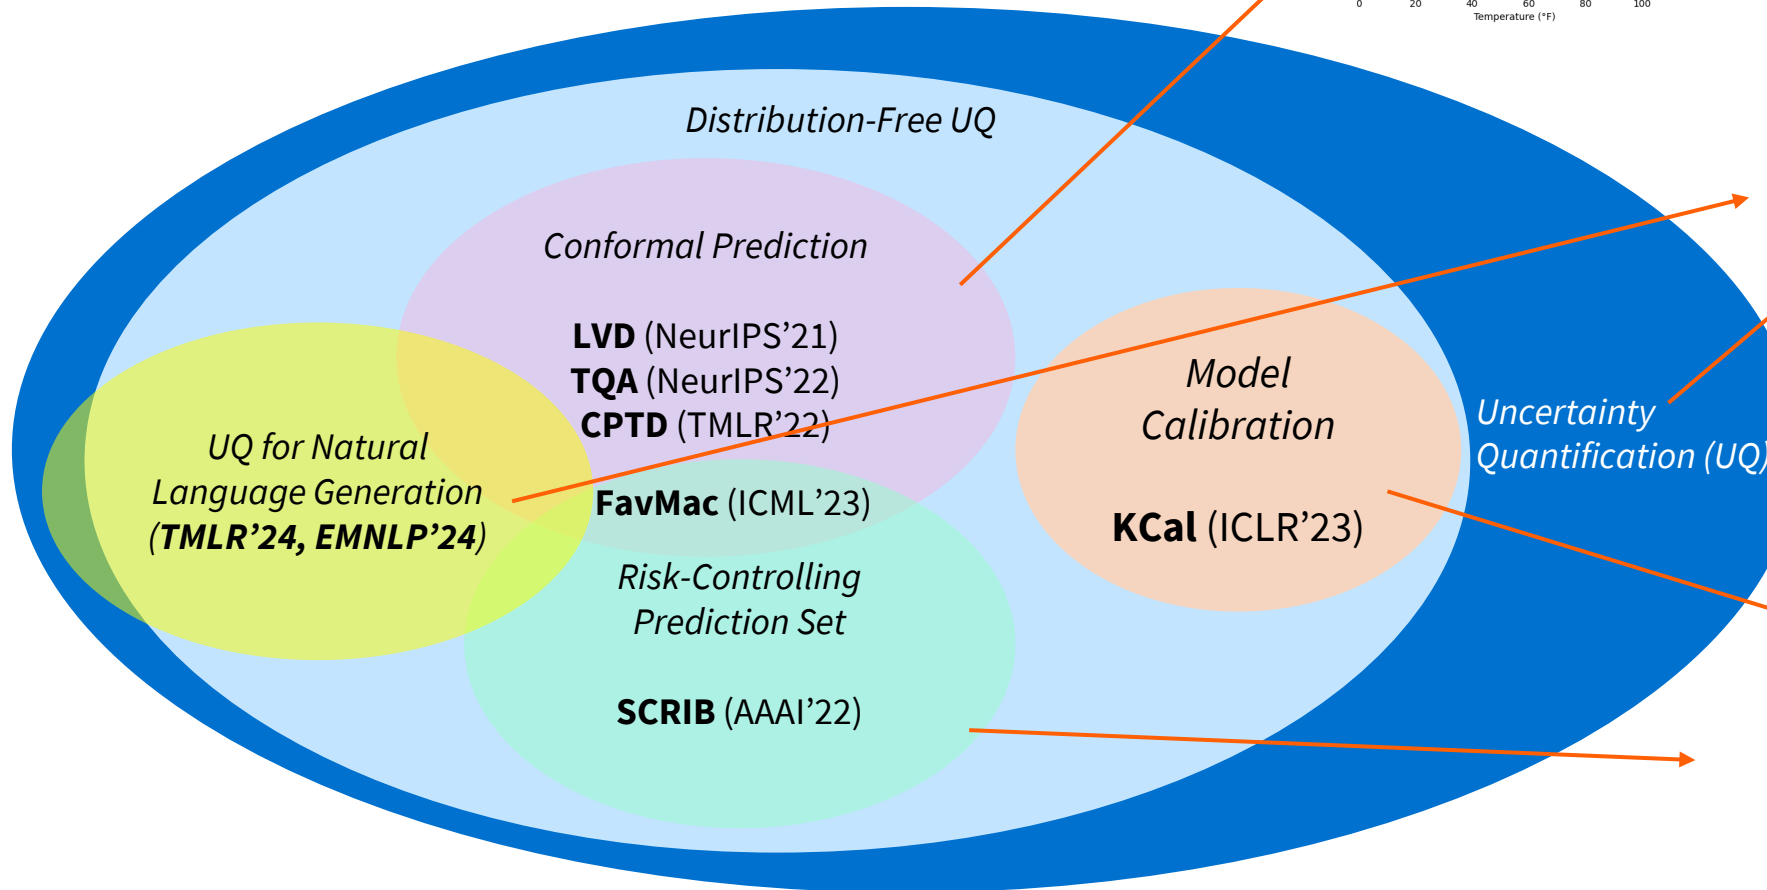 0 20 40 60 80 100
Temperature (°F)
Distribution-Free UQ
Conformal Prediction
LVD (NeurIPS’21)
TQA (NeurIPS’22)
CPTD (TMLR’22)
UQ for Natural
Language Generation
(TMLR’24, EMNLP’24)
FavMac (ICML’23)
Risk-Controlling
Prediction Set
SCRIB (AAAI’22)
Model
Calibration
KCal (ICLR’23)
Uncertainty
Quantification (UQ)